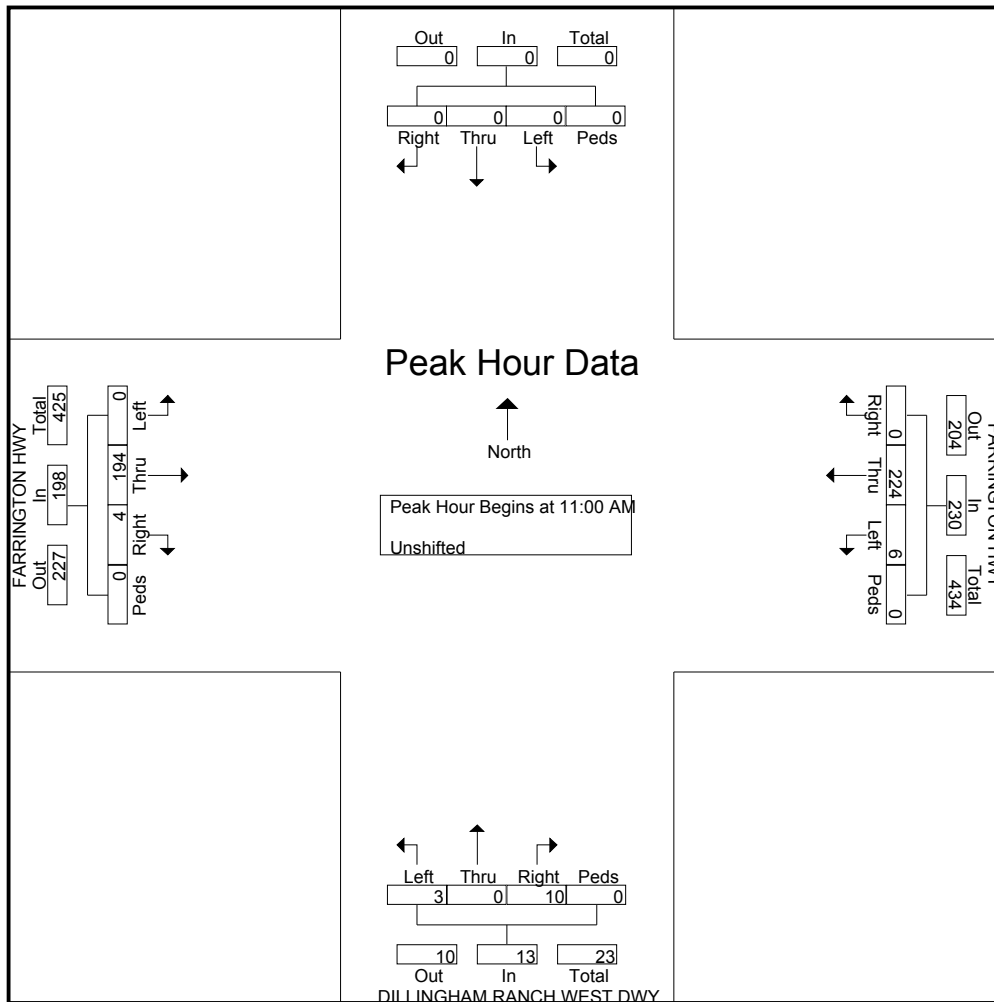 Out In Total
0 0 0
0 0 0 0
Right Thru Left Peds
Peak Hour Data
North
Peak Hour Begins at 11:00 AM
Unshifted
FARRINGTON HWY
Total In Out
425 198 227
0 194 4 0
Left Thru Right Peds
Right Thru Left Peds
0 224 6 0
204 230 434
Out In Total
FARRINGTON HWY
Left Thru Right Peds
3 0 10 0
10 13 23
Out In Total
DILLINGHAM RANCH WEST DWY